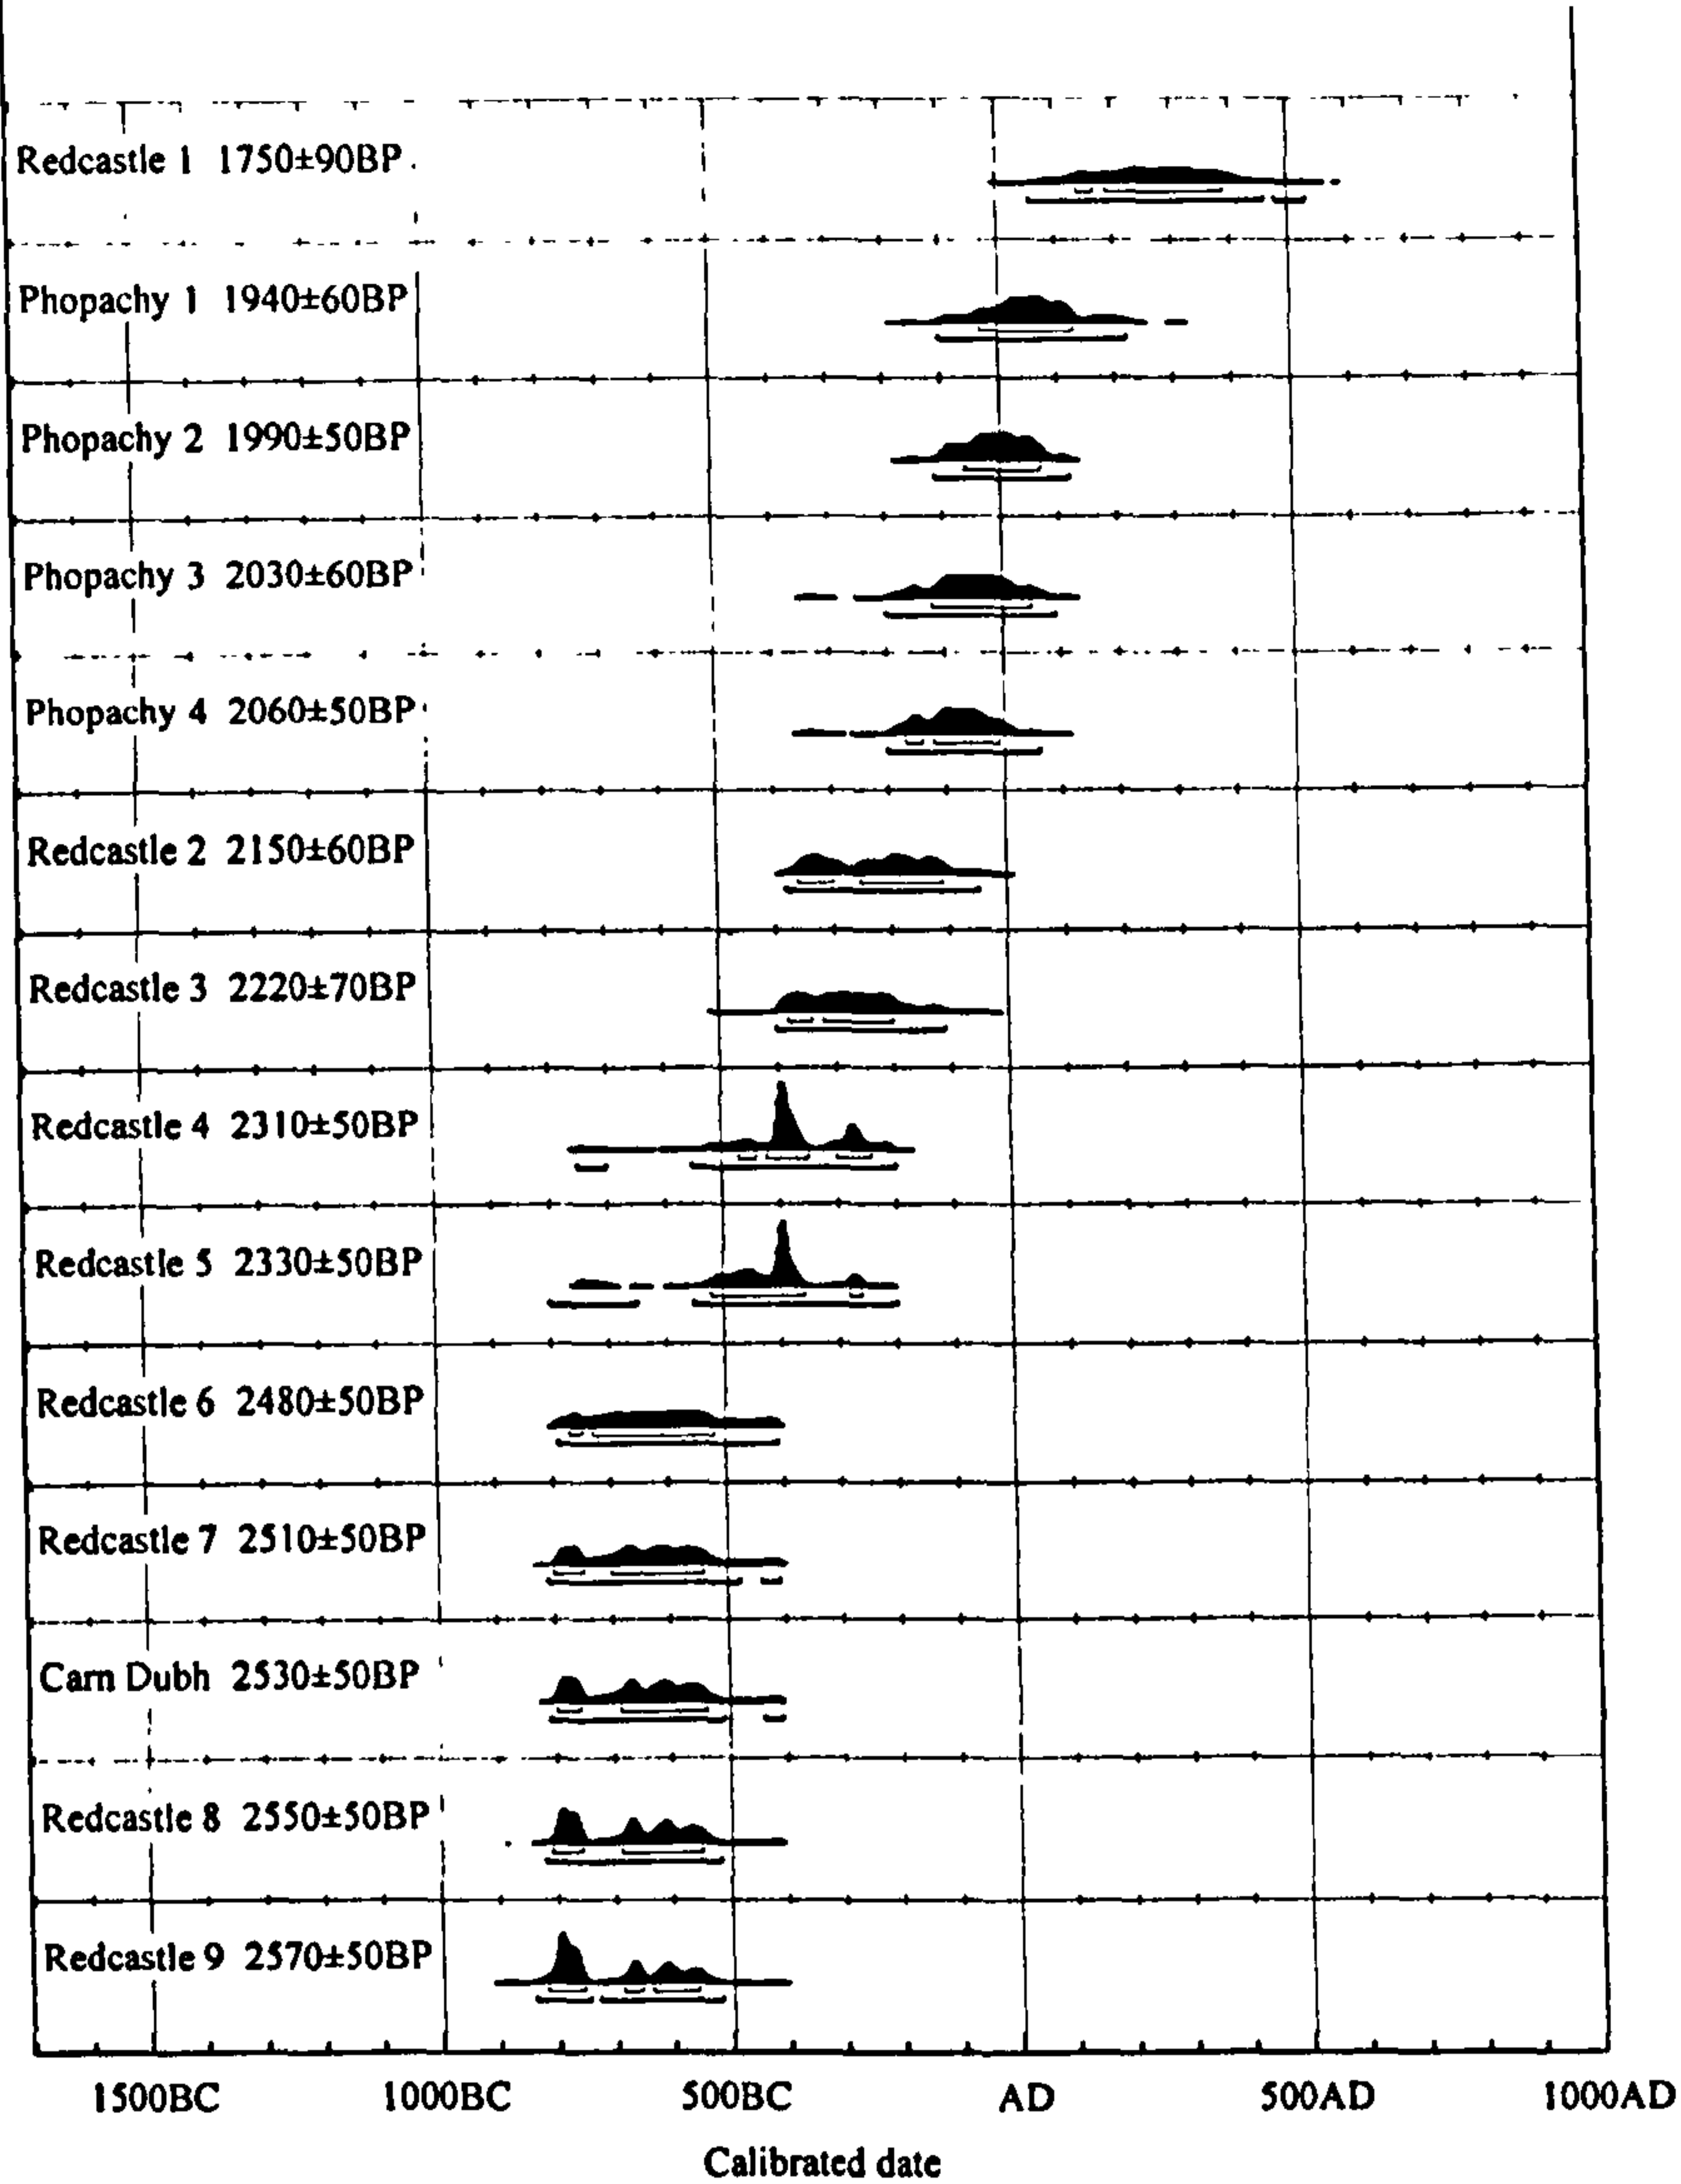 Redcastle 1 1750±90BP
Phopachy 1 1940±60BP
Phopachy 2 1990±50BP
Phopachy 3 2030±60BP
Phopachy 4 2060±50BP
Redcastle 2 2150±60BP
Redcastle 3 2220±70BP
Redcastle 4 2310±50BP
Redcastle 5 2330±50BP
Redcastle 6 2480±50BP
Redcastle 7 2510±50BP
Carn Dubh 2530±50BP
Redcastle 8 2550±50BP
Redcastle 9 2570±50BP
1500BC 1000BC 500BC AD 500AD 1000AD
Calibrated date